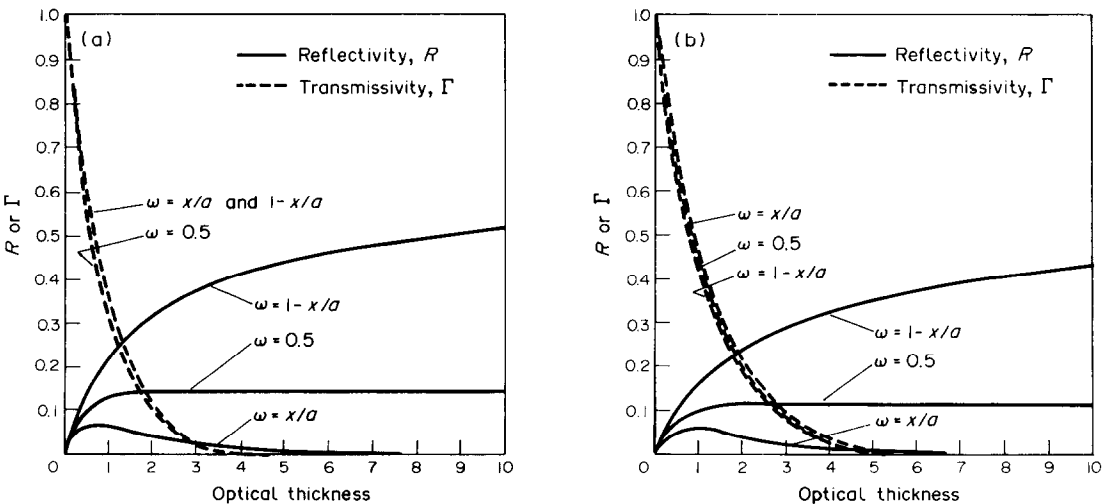 (a)
Reflectivity, R
Transmissivity, Γ
ω = x/a and 1-x/a
ω = 0.5
ω = 1-x/a
ω = 0.5
ω = x/a
R or Γ
1.0
0.9
0.8
0.7
0.6
0.5
0.4
0.3
0.2
0.1
0 1 2 3 4 5 6 7 8 9 10
Optical thickness
(b)
Reflectivity, R
Transmissivity, Γ
ω = x/a
ω = 0.5
ω = 1-x/a
ω = 1-x/a
ω = 0.5
ω = x/a
R or Γ
1.0
0.9
0.8
0.7
0.6
0.5
0.4
0.3
0.2
0.1
0 1 2 3 4 5 6 7 8 9 10
Optical thickness